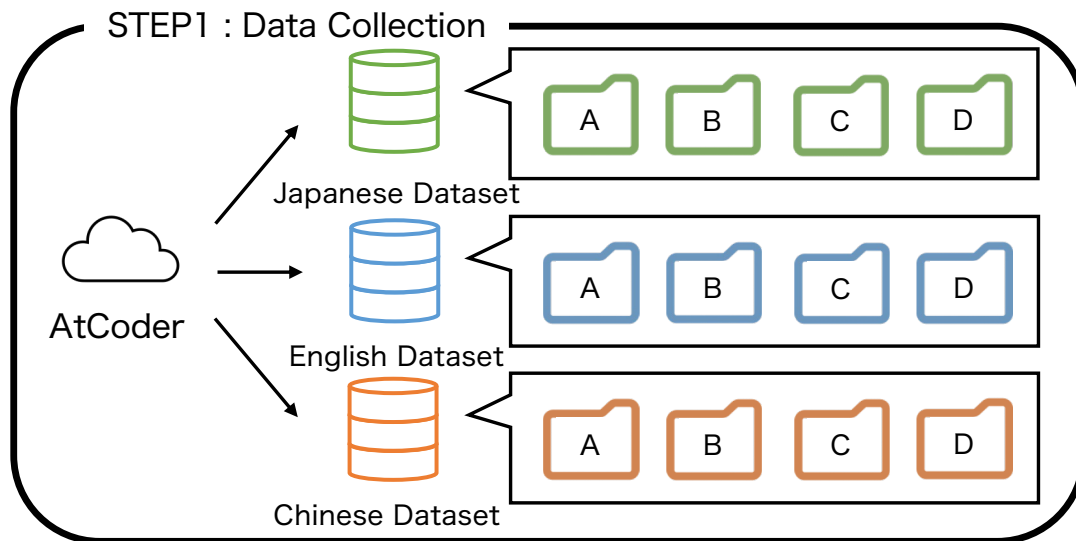 STEP1 : Data Collection
A B C D
Japanese Dataset
AtCoder
A B C D
English Dataset
A B C D
Chinese Dataset